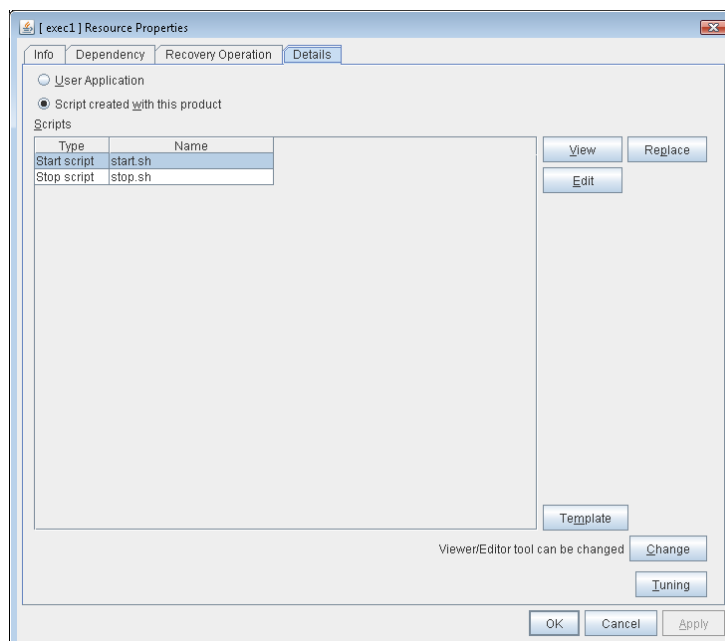 [ exec1 ] Resource Properties
Info Dependency Recovery Operation Details
User Application
Script created with this product
Scripts
Type Name
Start script start.sh
Stop script stop.sh
View Replace
Edit
Template
Viewer/Editor tool can be changed Change
Tuning
OK Cancel Apply